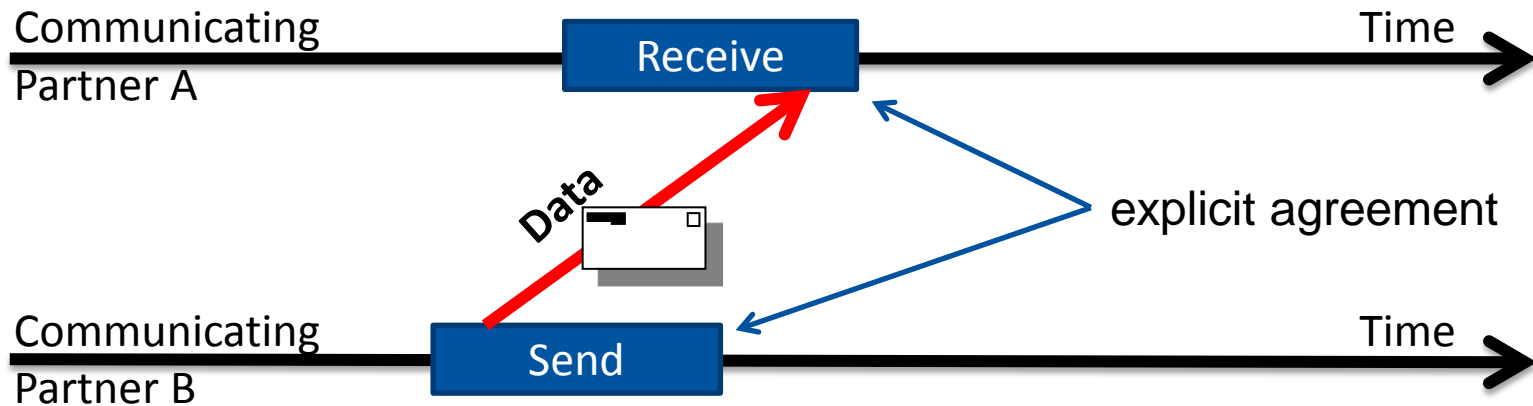 Communicating
Partner A
Receive
Time
Data
explicit agreement
Communicating
Partner B
Send
Time